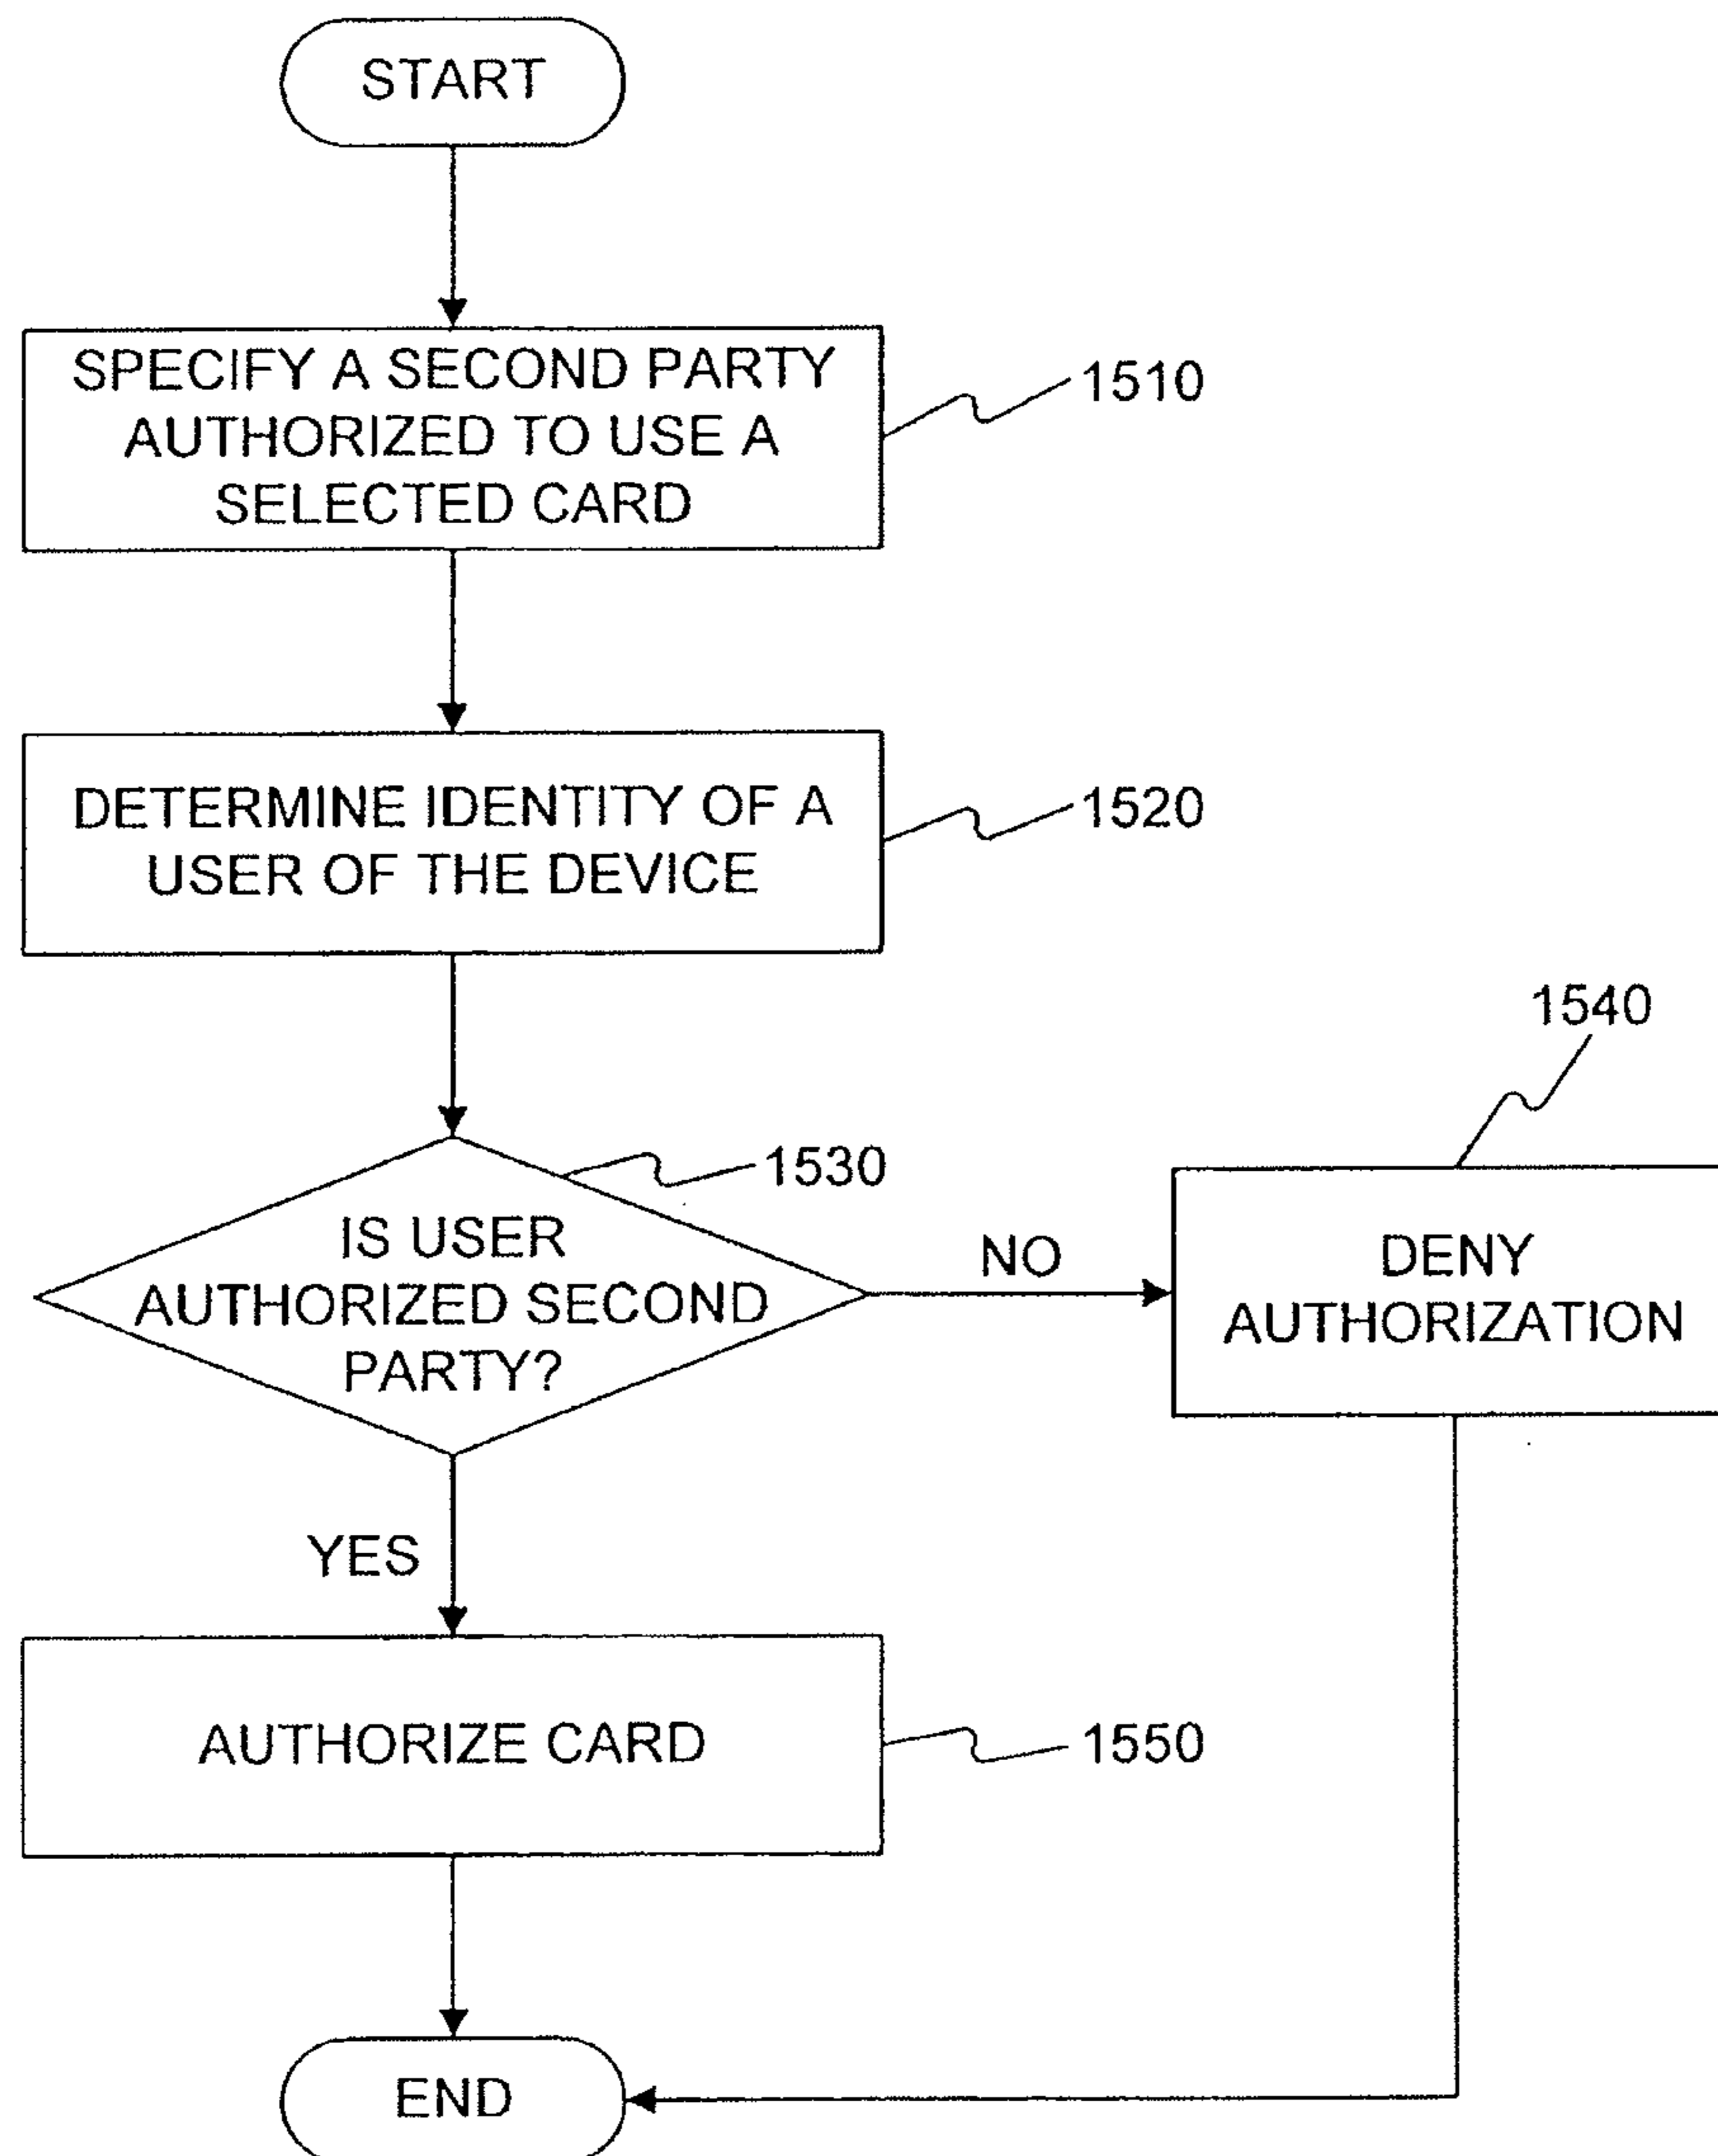 START
SPECIFY A SECOND PARTY
AUTHORIZED TO USE A
SELECTED CARD
1510
DETERMINE IDENTITY OF A
USER OF THE DEVICE
1520
1530
IS USER
AUTHORIZED SECOND
PARTY?
NO
1540
DENY
AUTHORIZATION
YES
AUTHORIZE CARD
1550
END